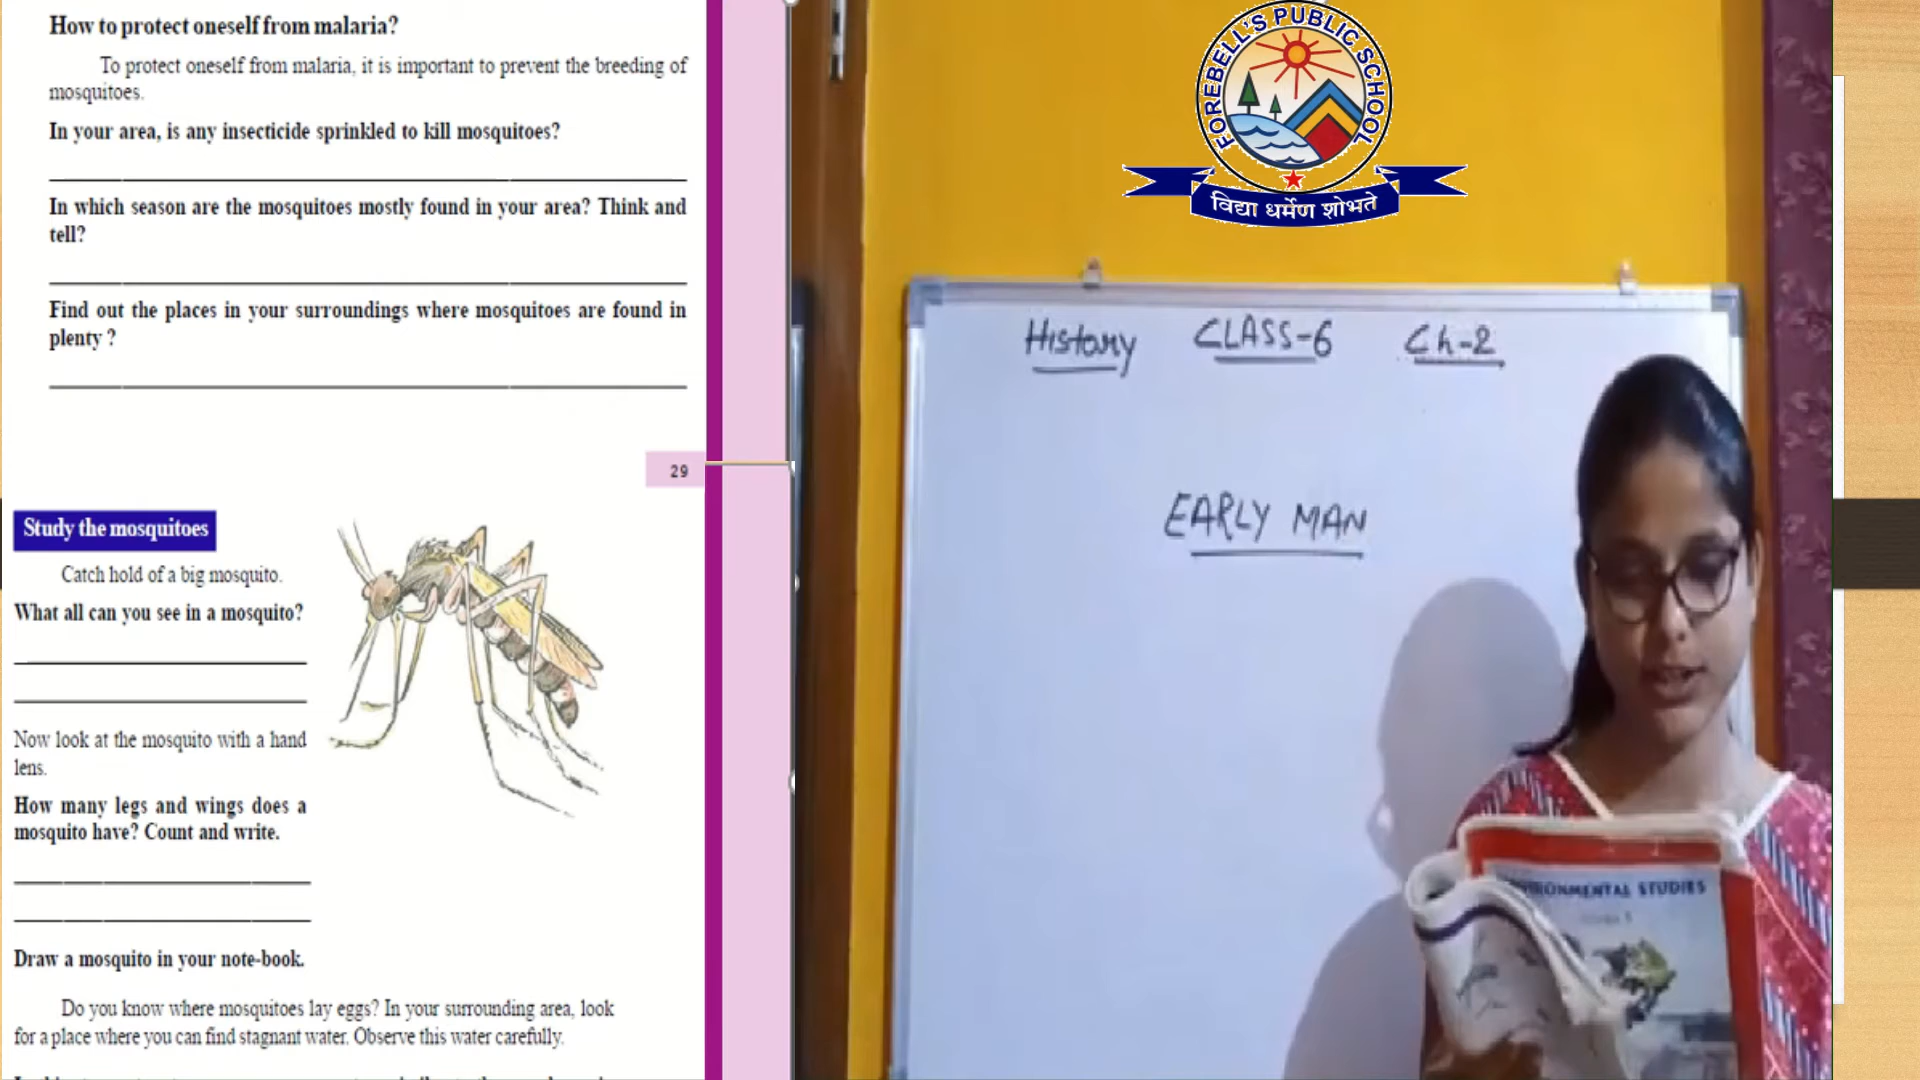 How to protect oneself from malaria?
To protect oneself from malaria, it is important to prevent the breeding of
mosquitoes.
In your area, is any insecticide sprinkled to kill mosquitoes?
In which season are the mosquitoes mostly found in your area? Think and
tell?
Find out the places in your surroundings where mosquitoes are found in
plenty ?
29
Study the mosquitoes
Catch hold of a big mosquito.
What all can you see in a mosquito?
Now look at the mosquito with a hand
lens.
How many legs and wings does a
mosquito have? Count and write.
Draw a mosquito in your note-book.
Do you know where mosquitoes lay eggs? In your surrounding area, look
for a place where you can find stagnant water. Observe this water carefully.
FOREBELL'S PUBLIC SCHOOL
विद्या धर्मेण शोभते
History CLASS-6 Ch-2
EARLY MAN
STUDIES